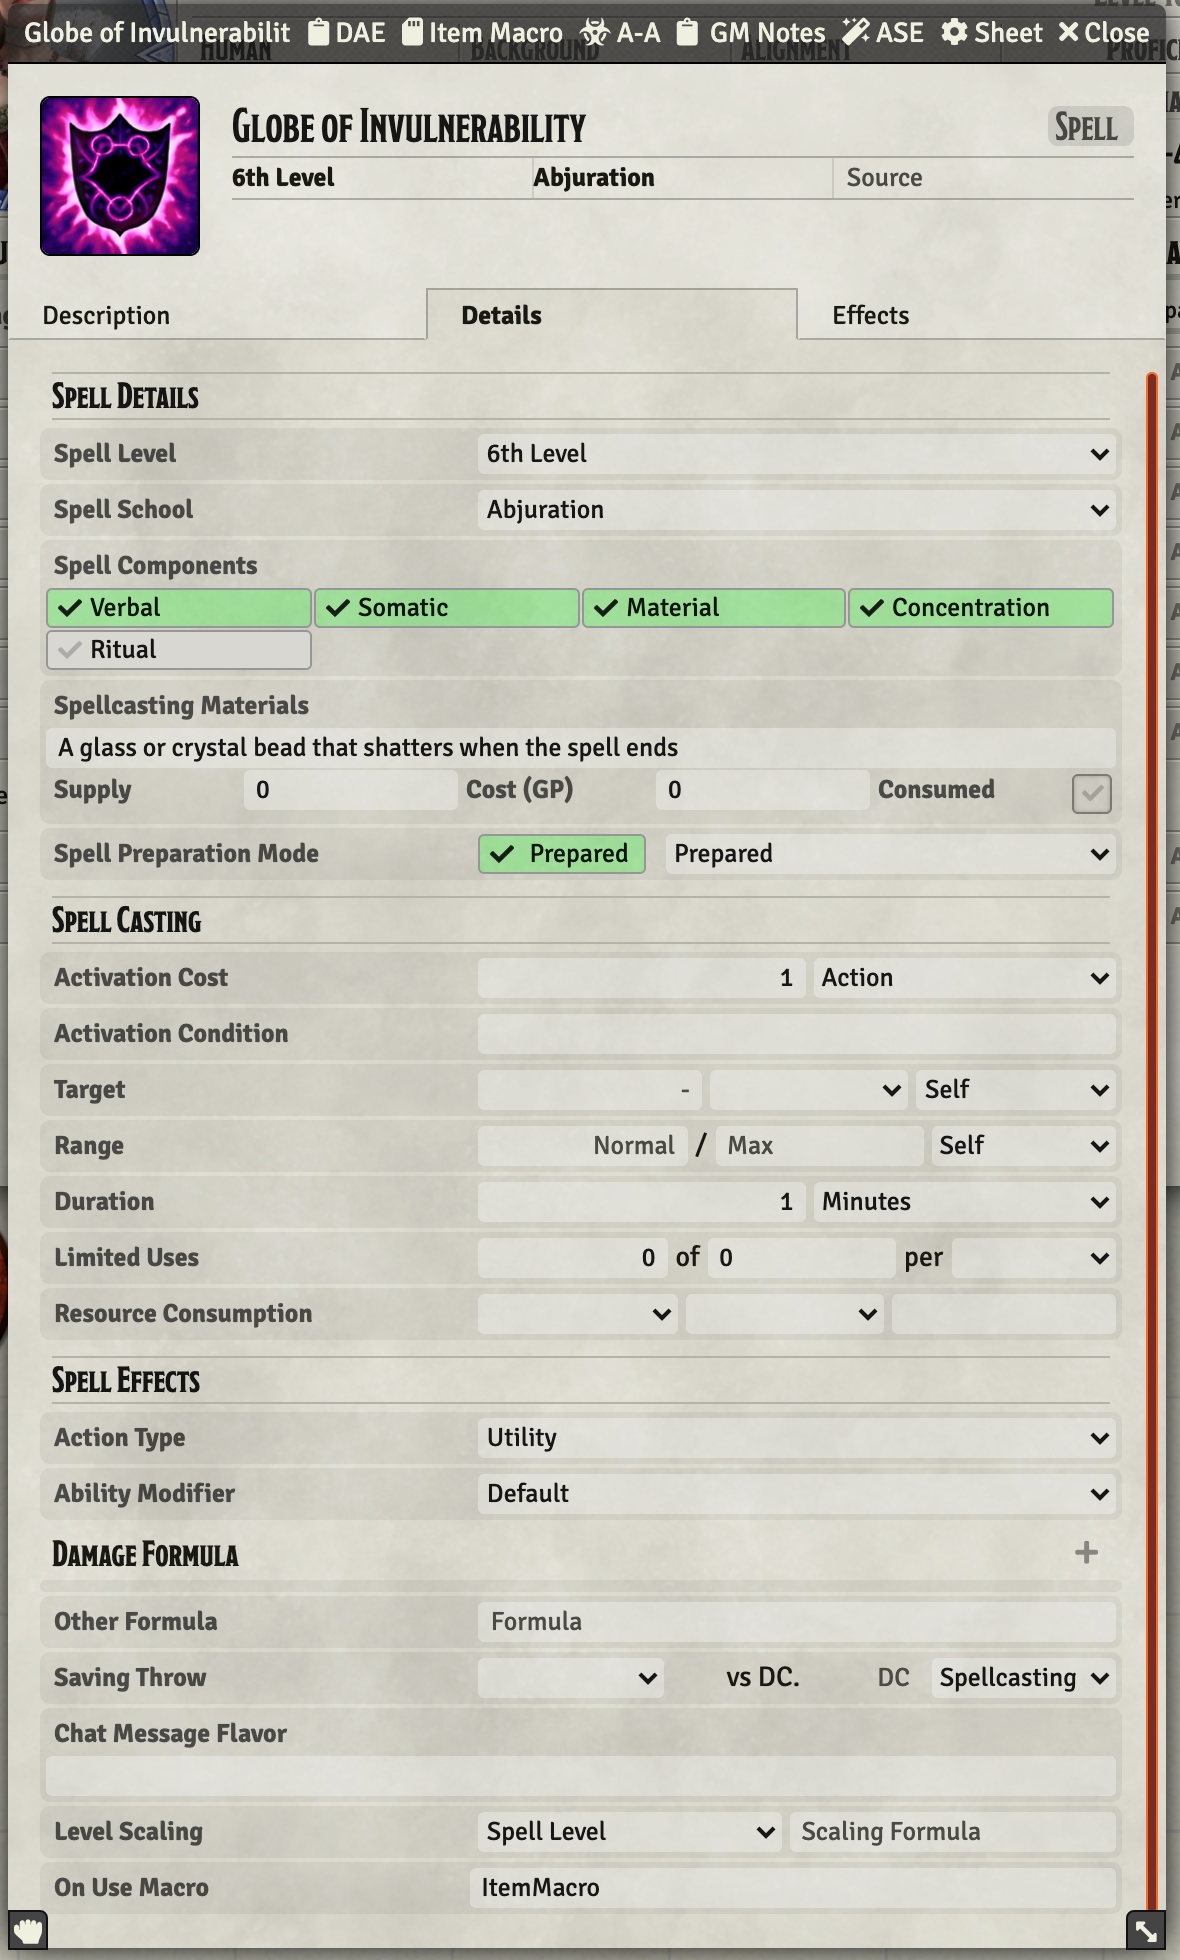 Globe of Invulnerabilit DAE Item Macro A-A GM Notes ASE Sheet Close
HUMAN BACKGROUND ALIGNMENT
Globe of Invulnerability Spell
6th Level Abjuration Source
Description Details Effects
Spell Details
Spell Level 6th Level
Spell School Abjuration
Spell Components
Verbal Somatic Material Concentration
Ritual
Spellcasting Materials
A glass or crystal bead that shatters when the spell ends
Supply 0 Cost (GP) 0 Consumed
Spell Preparation Mode Prepared Prepared
Spell Casting
Activation Cost 1 Action
Activation Condition
Target - Self
Range Normal / Max Self
Duration 1 Minutes
Limited Uses 0 of 0 per
Resource Consumption
Spell Effects
Action Type Utility
Ability Modifier Default
Damage Formula +
Other Formula Formula
Saving Throw vs DC. DC Spellcasting
Chat Message Flavor
Level Scaling Spell Level Scaling Formula
On Use Macro ItemMacro